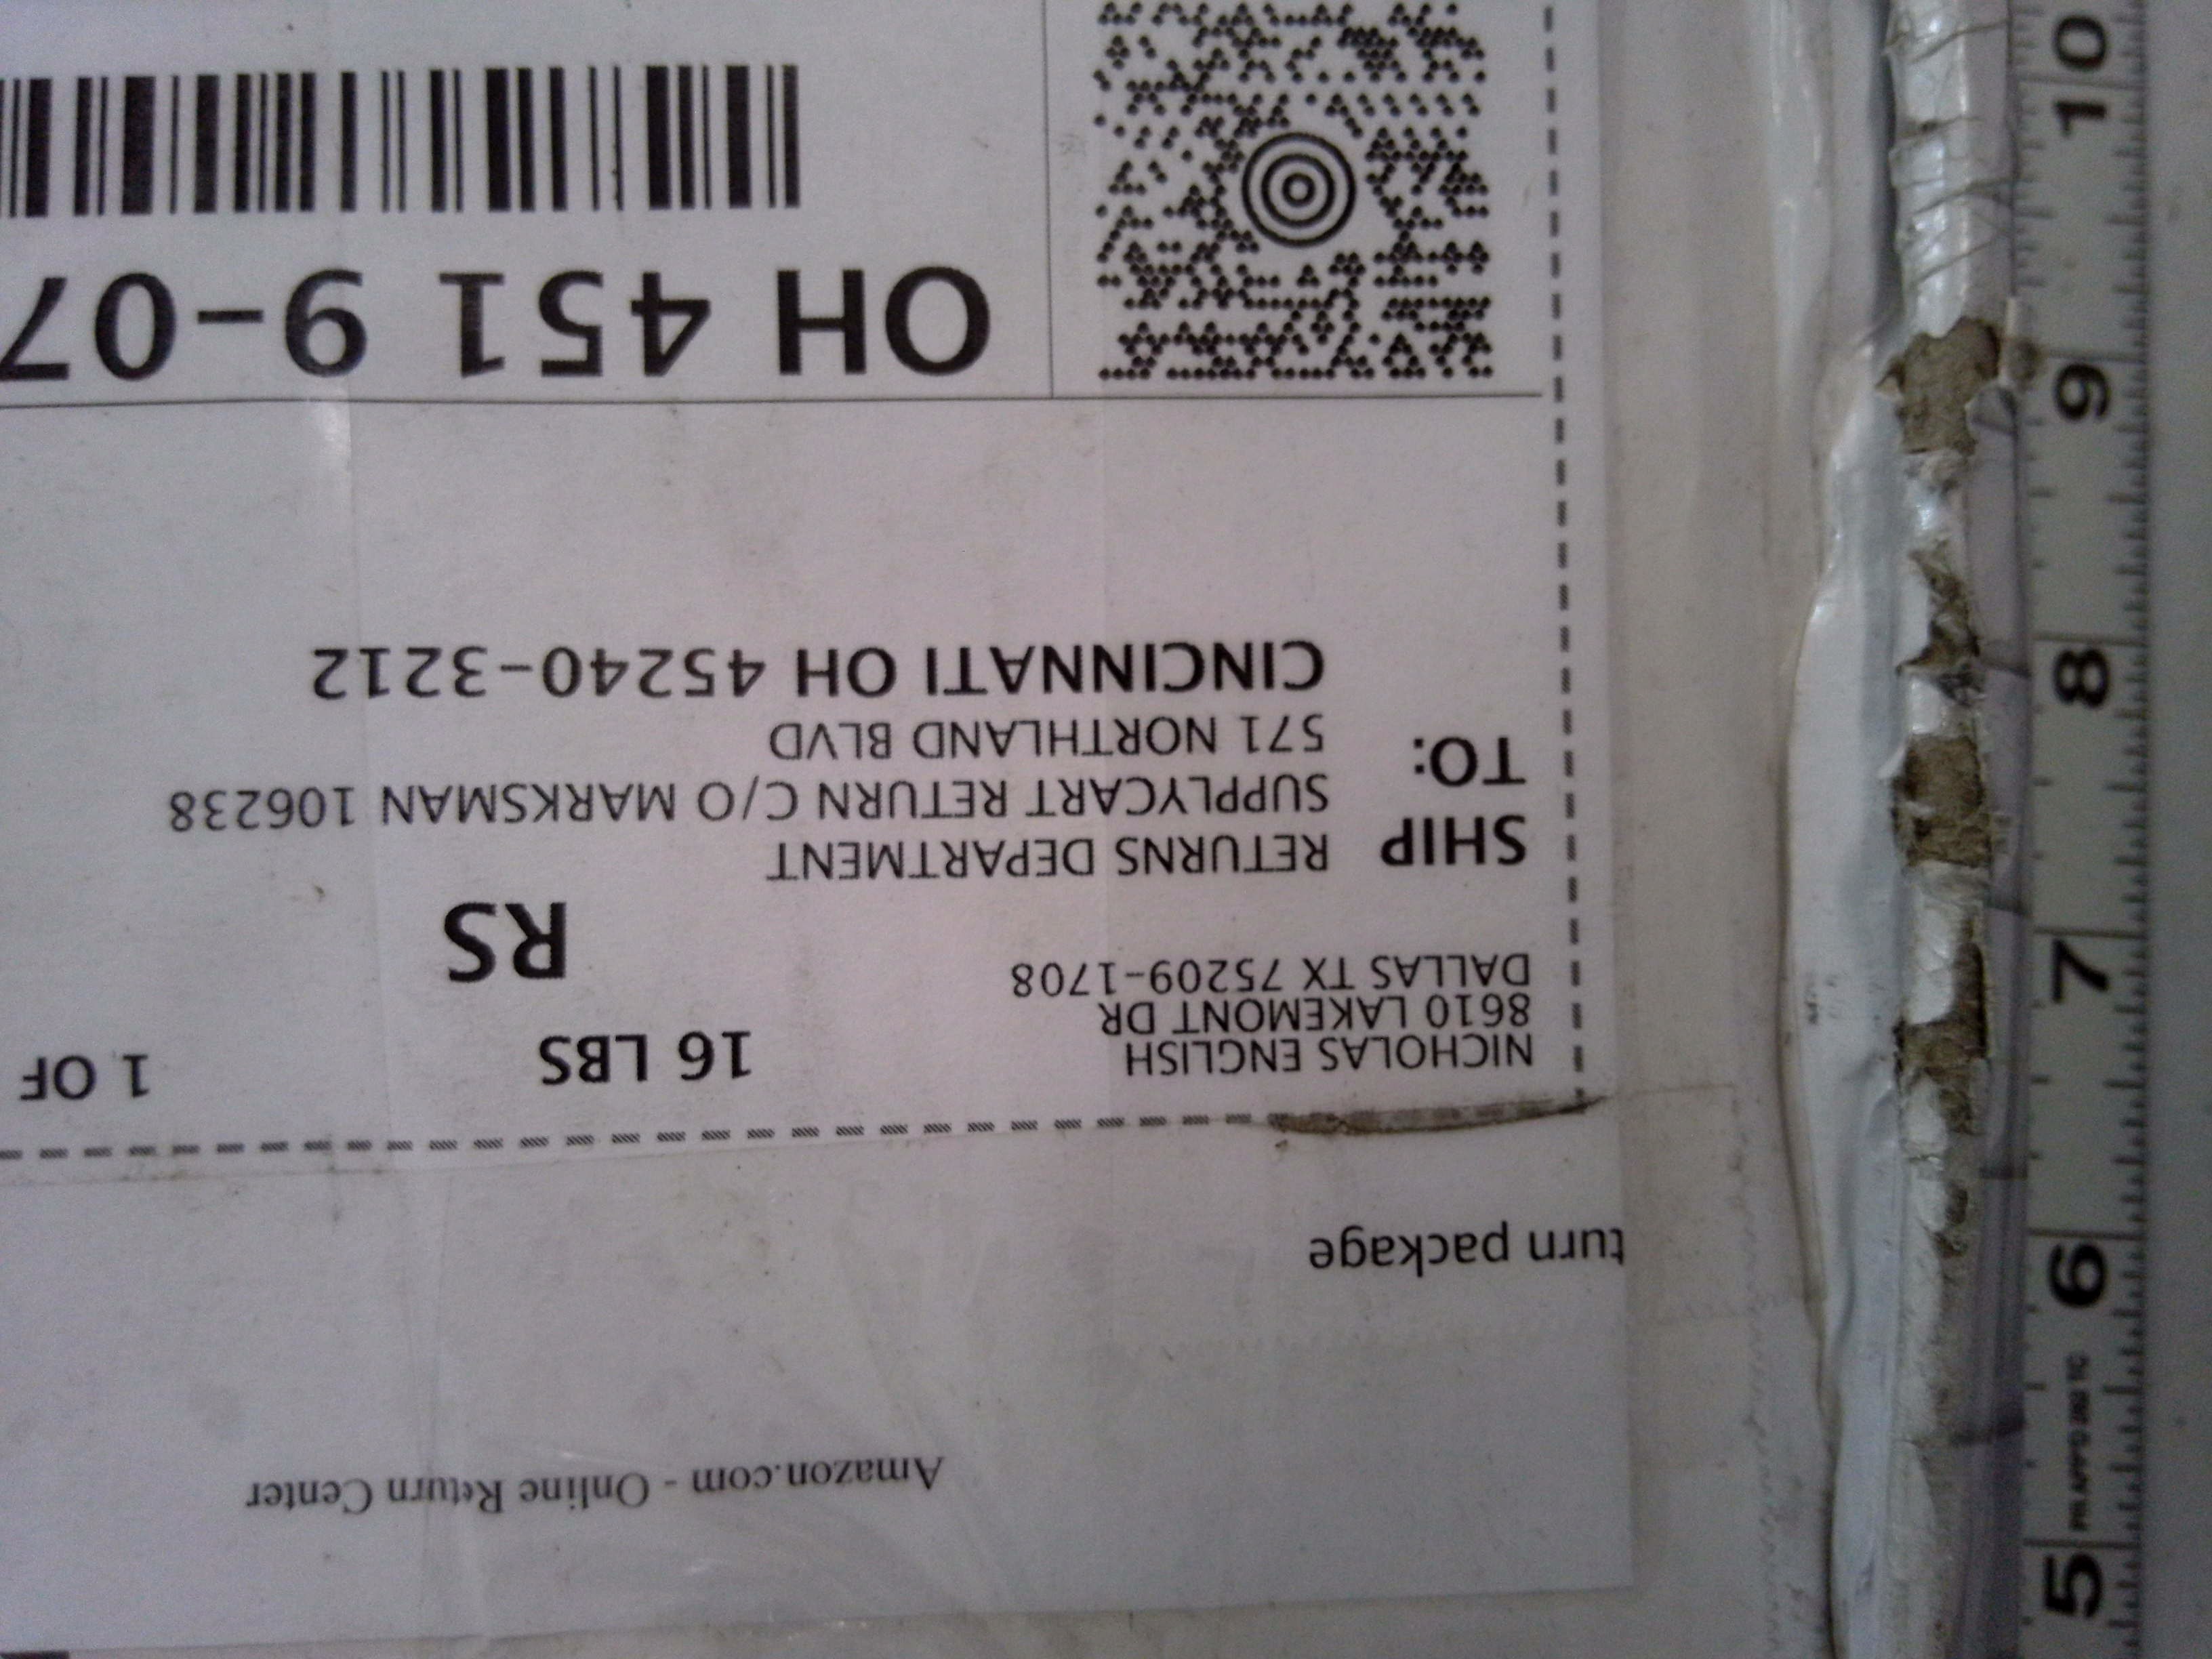 Amazon.com - Online Return Center
turn package
NICHOLAS ENGLISH
8610 LAKEMONT DR
DALLAS TX 75209-1708
16 LBS
1 OF
RS
SHIP
TO:
RETURNS DEPARTMENT
SUPPLYCART RETURN C/O MARKSMAN 106238
571 NORTHLAND BLVD
CINCINNATI OH 45240-3212
OH 451 9-07
5
6
7
8
9
10